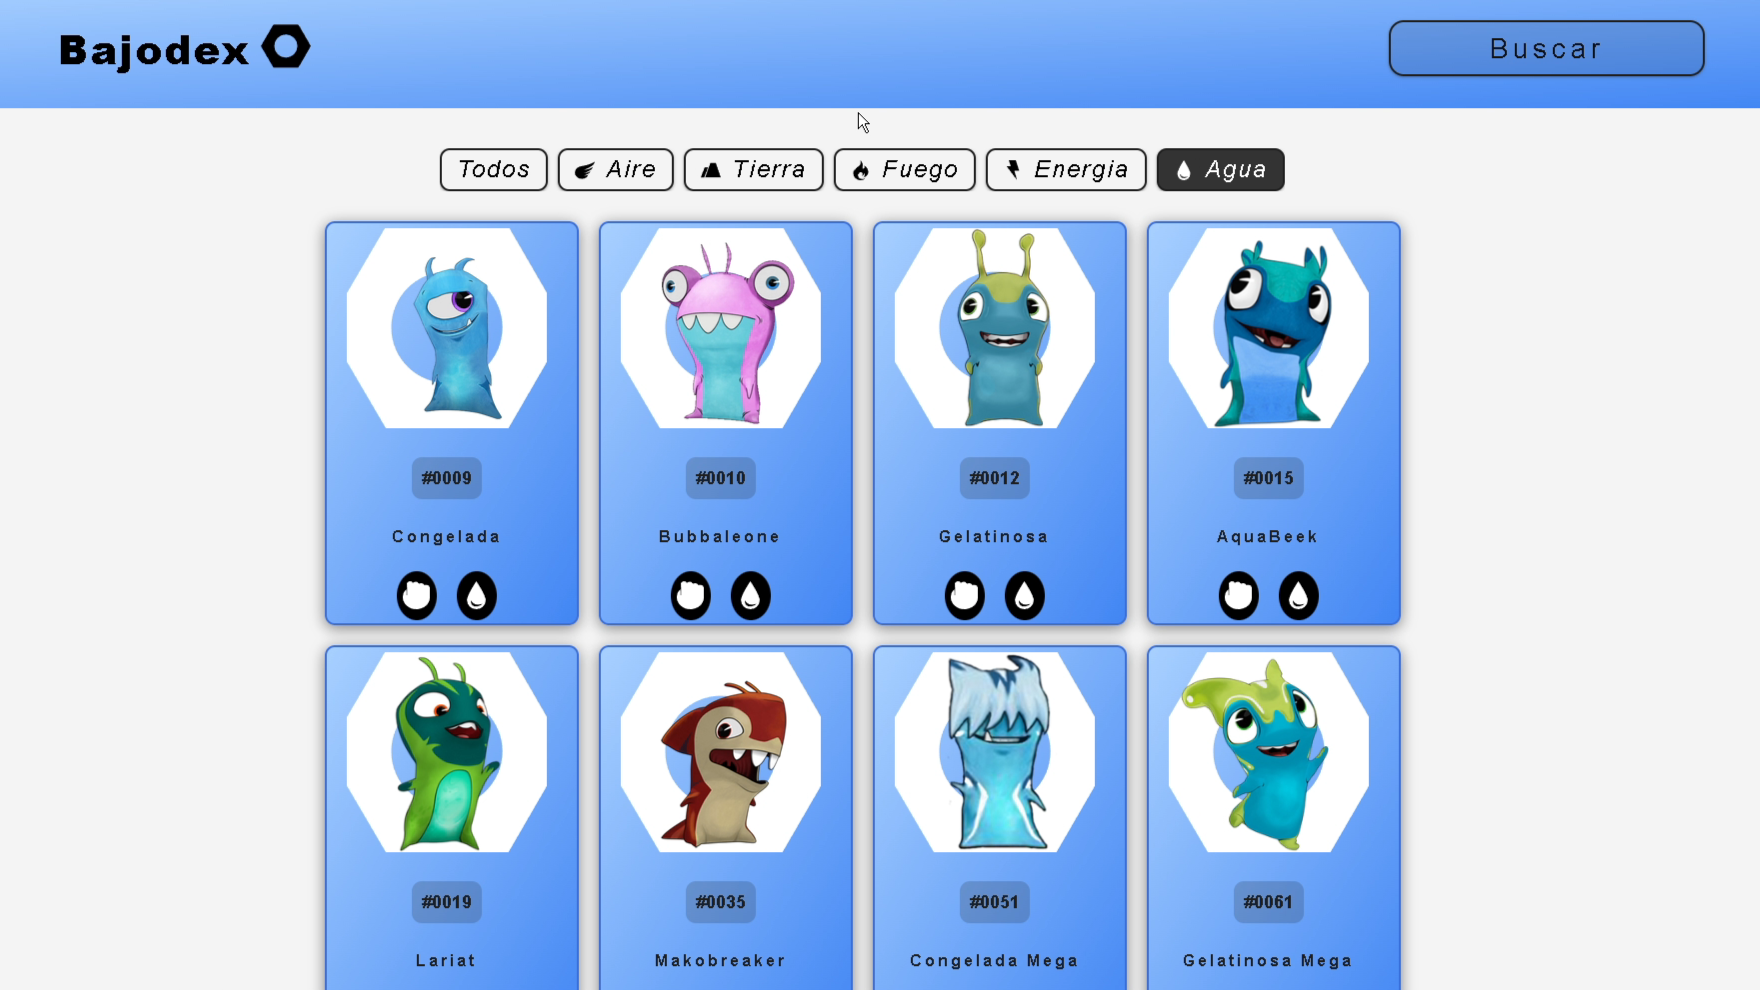 Bajodex
Buscar
Todos Aire Tierra Fuego Energia Agua
#0009 #0010 #0012 #0015
Congelada Bubbaleone Gelatinosa AquaBeek
#0019 #0035 #0051 #0061
Lariat Makobreaker Congelada Mega Gelatinosa Mega